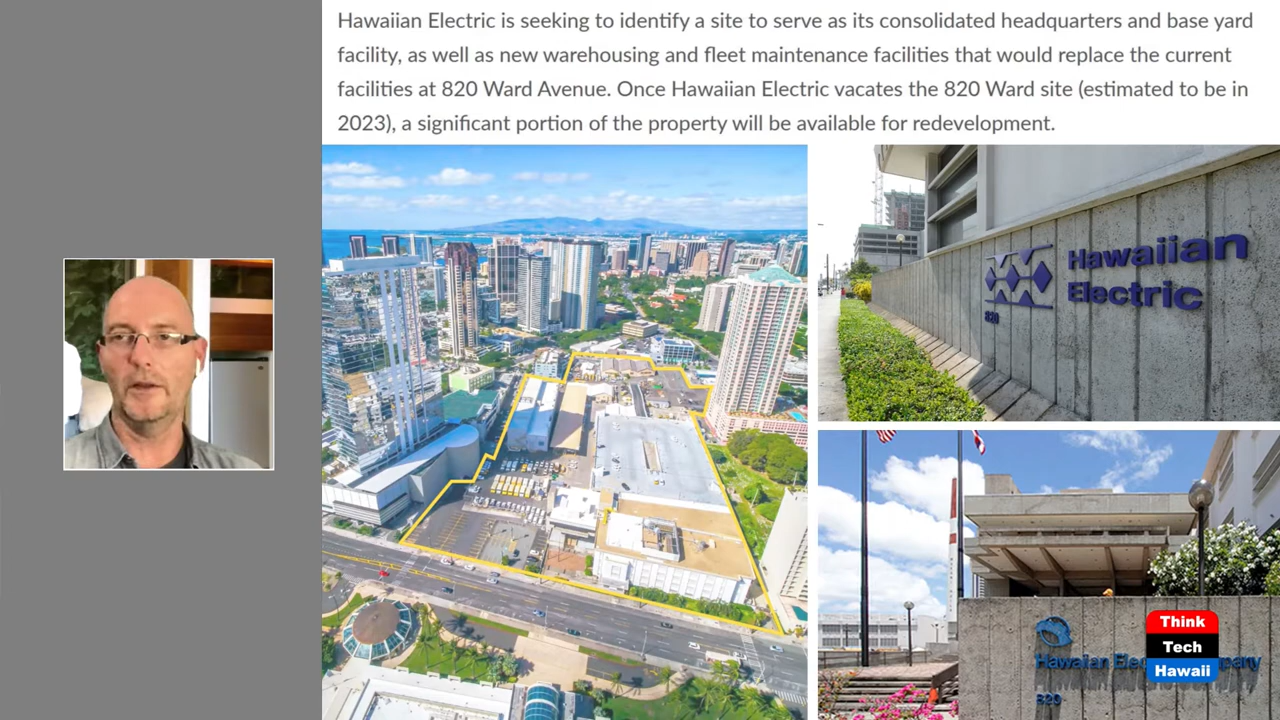 Hawaiian Electric is seeking to identify a site to serve as its consolidated headquarters and base yard
facility, as well as new warehousing and fleet maintenance facilities that would replace the current
facilities at 820 Ward Avenue. Once Hawaiian Electric vacates the 820 Ward site (estimated to be in
2023), a significant portion of the property will be available for redevelopment.
Hawaiian
Electric
820
Think
Tech
Hawaii
Hawaiian
820